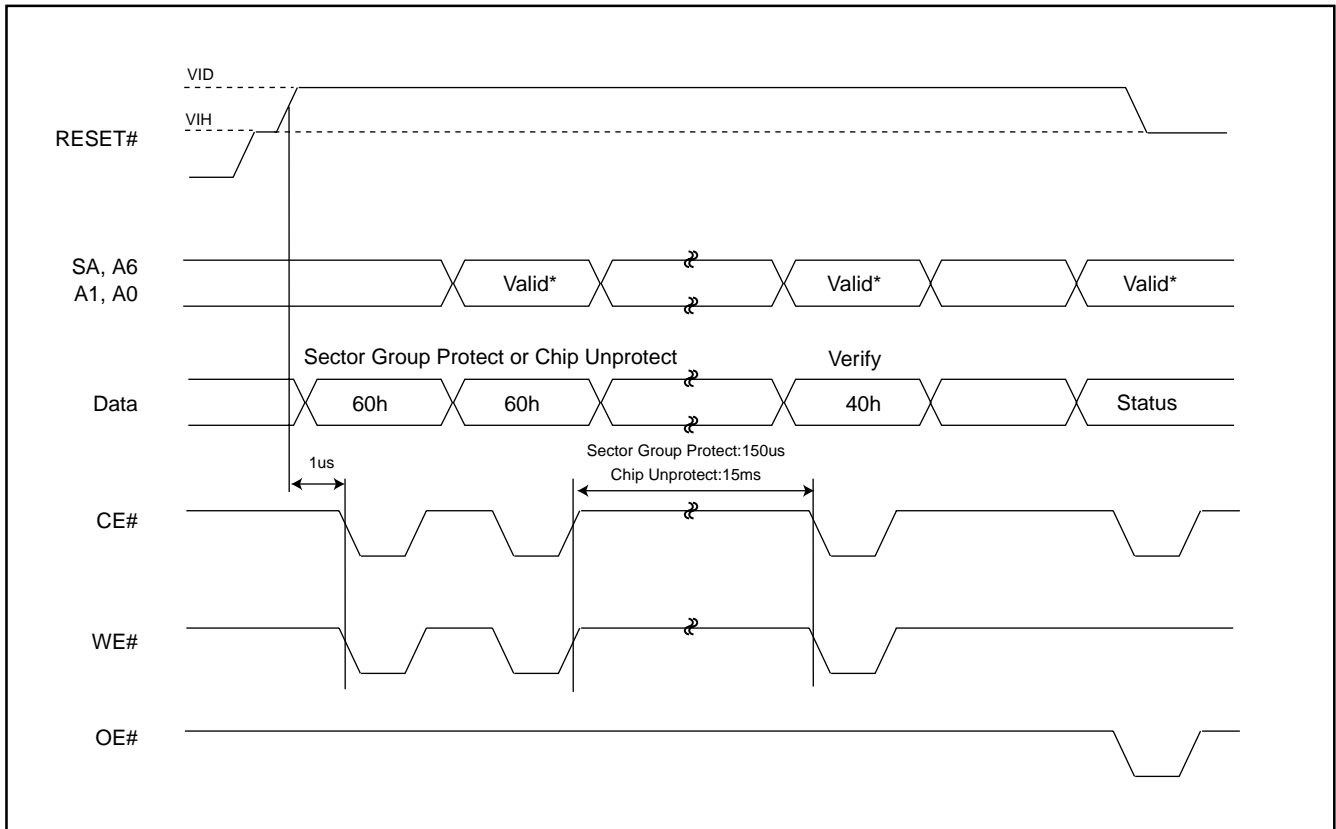 VID
VIH
RESET#
SA, A6
A1, A0
Valid*
Valid*
Valid*
Sector Group Protect or Chip Unprotect
Verify
Data
60h
60h
40h
Status
Sector Group Protect:150us
1us
Chip Unprotect:15ms
CE#
WE#
OE#